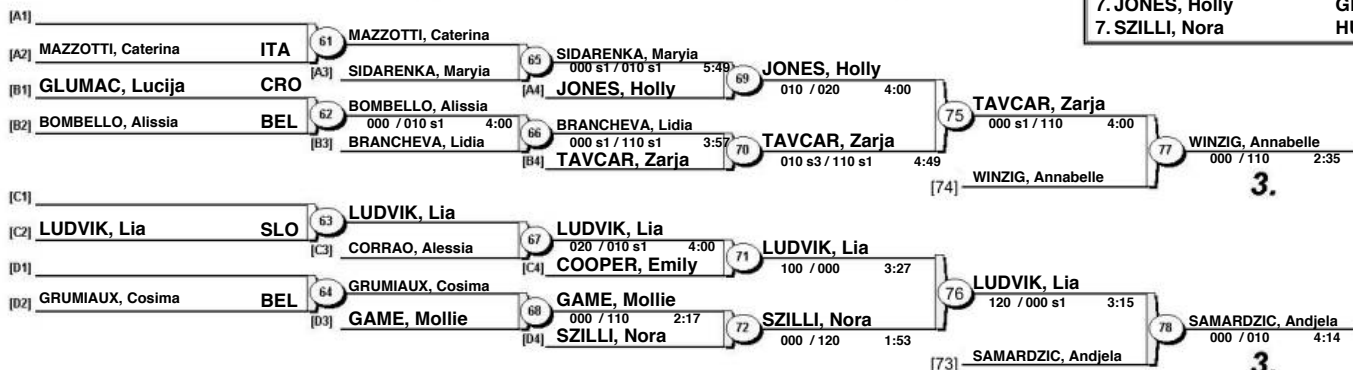 7. JONES, Holly
7. SZILLI, Nora
[A1]
[A2] MAZZOTTI, Caterina ITA
61 MAZZOTTI, Caterina
[A3] SIDARENKA, Maryia
65 SIDARENKA, Maryia
000 s1 / 010 s1 5:49
[A4] JONES, Holly
69 JONES, Holly
010 / 020 4:00
[B1] GLUMAC, Lucija CRO
[B2] BOMBELLO, Alissia BEL
62 BOMBELLO, Alissia
000 / 010 s1 4:00
[B3] BRANCHEVA, Lidia
66 BRANCHEVA, Lidia
000 s1 / 110 s1 3:57
[B4] TAVCAR, Zarja
70 TAVCAR, Zarja
010 s3 / 110 s1 4:49
75 TAVCAR, Zarja
000 s1 / 110 4:00
[74] WINZIG, Annabelle
77 WINZIG, Annabelle
000 / 110 2:35
3.
[C1]
[C2] LUDVIK, Lia SLO
63 LUDVIK, Lia
[C3] CORRAO, Alessia
67 LUDVIK, Lia
020 / 010 s1 4:00
[C4] COOPER, Emily
71 LUDVIK, Lia
100 / 000 3:27
[D1]
[D2] GRUMIAUX, Cosima BEL
64 GRUMIAUX, Cosima
[D3] GAME, Mollie
68 GAME, Mollie
000 / 110 2:17
[D4] SZILLI, Nora
72 SZILLI, Nora
000 / 120 1:53
76 LUDVIK, Lia
120 / 000 s1 3:15
[73] SAMARDZIC, Andjela
78 SAMARDZIC, Andjela
000 / 010 4:14
3.